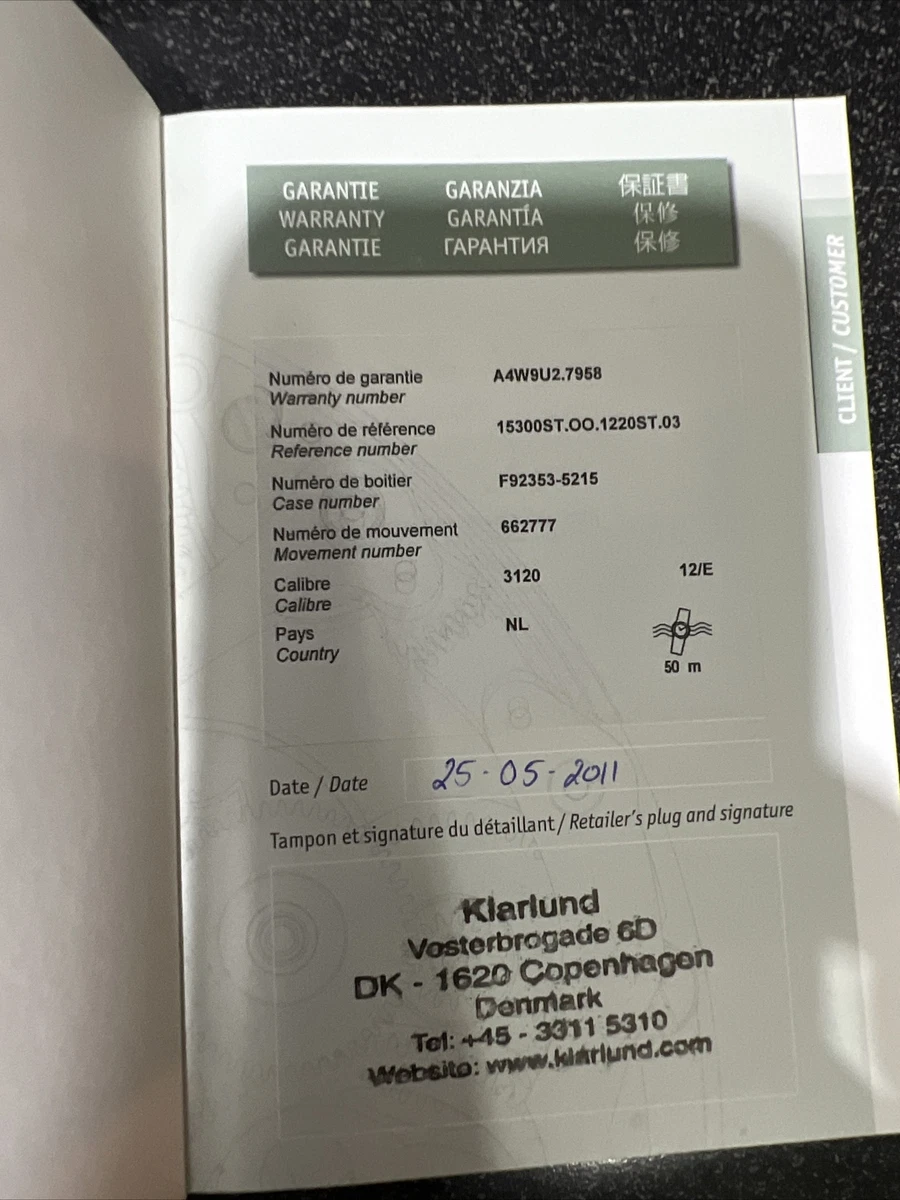 GARANTIE GARANZIA 保証書
WARRANTY GARANTÍA 保修
GARANTIE ГАРАНТИЯ 保修
CLIENT / CUSTOMER
Numéro de garantie A4W9U2.7958
Warranty number
Numéro de référence 15300ST.OO.1220ST.03
Reference number
Numéro de boitier F92353-5215
Case number
Numéro de mouvement 662777
Movement number
Calibre 3120 12/E
Calibre
Pays NL
Country
50 m
Date / Date 25-05-2011
Tampon et signature du détaillant / Retailer's plug and signature
Klarlund
Vesterbrogade 6D
DK - 1620 Copenhagen
Denmark
Tel: +45 - 3311 5310
Website: www.klarlund.com